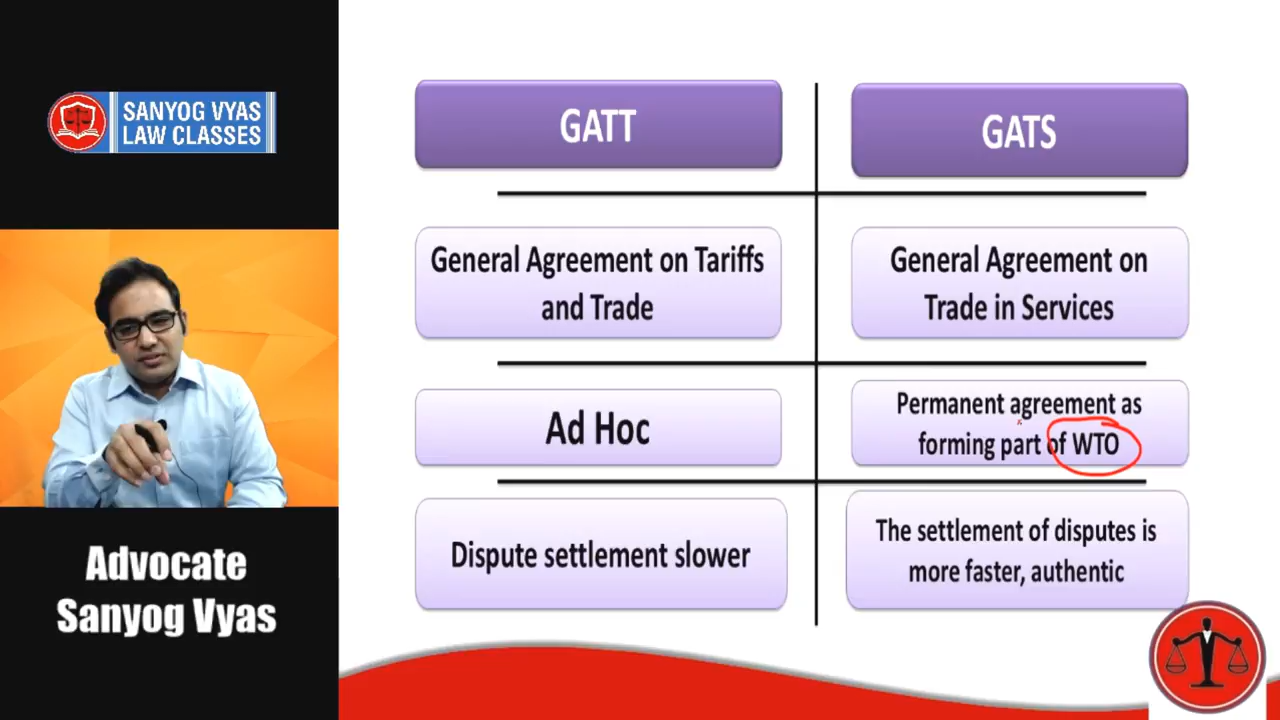 SANYOG VYAS
LAW CLASSES
Advocate
Sanyog Vyas
GATT
GATS
General Agreement on Tariffs
and Trade
General Agreement on
Trade in Services
Ad Hoc
Permanent agreement as
forming part of WTO
Dispute settlement slower
The settlement of disputes is
more faster, authentic